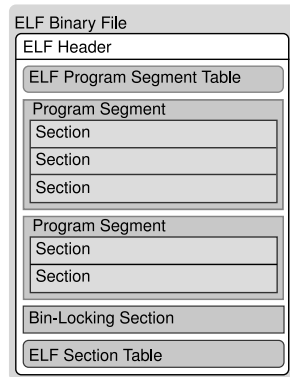 ELF Binary File
ELF Header
ELF Program Segment Table
Program Segment
Section
Section
Section
Program Segment
Section
Section
Bin-Locking Section
ELF Section Table